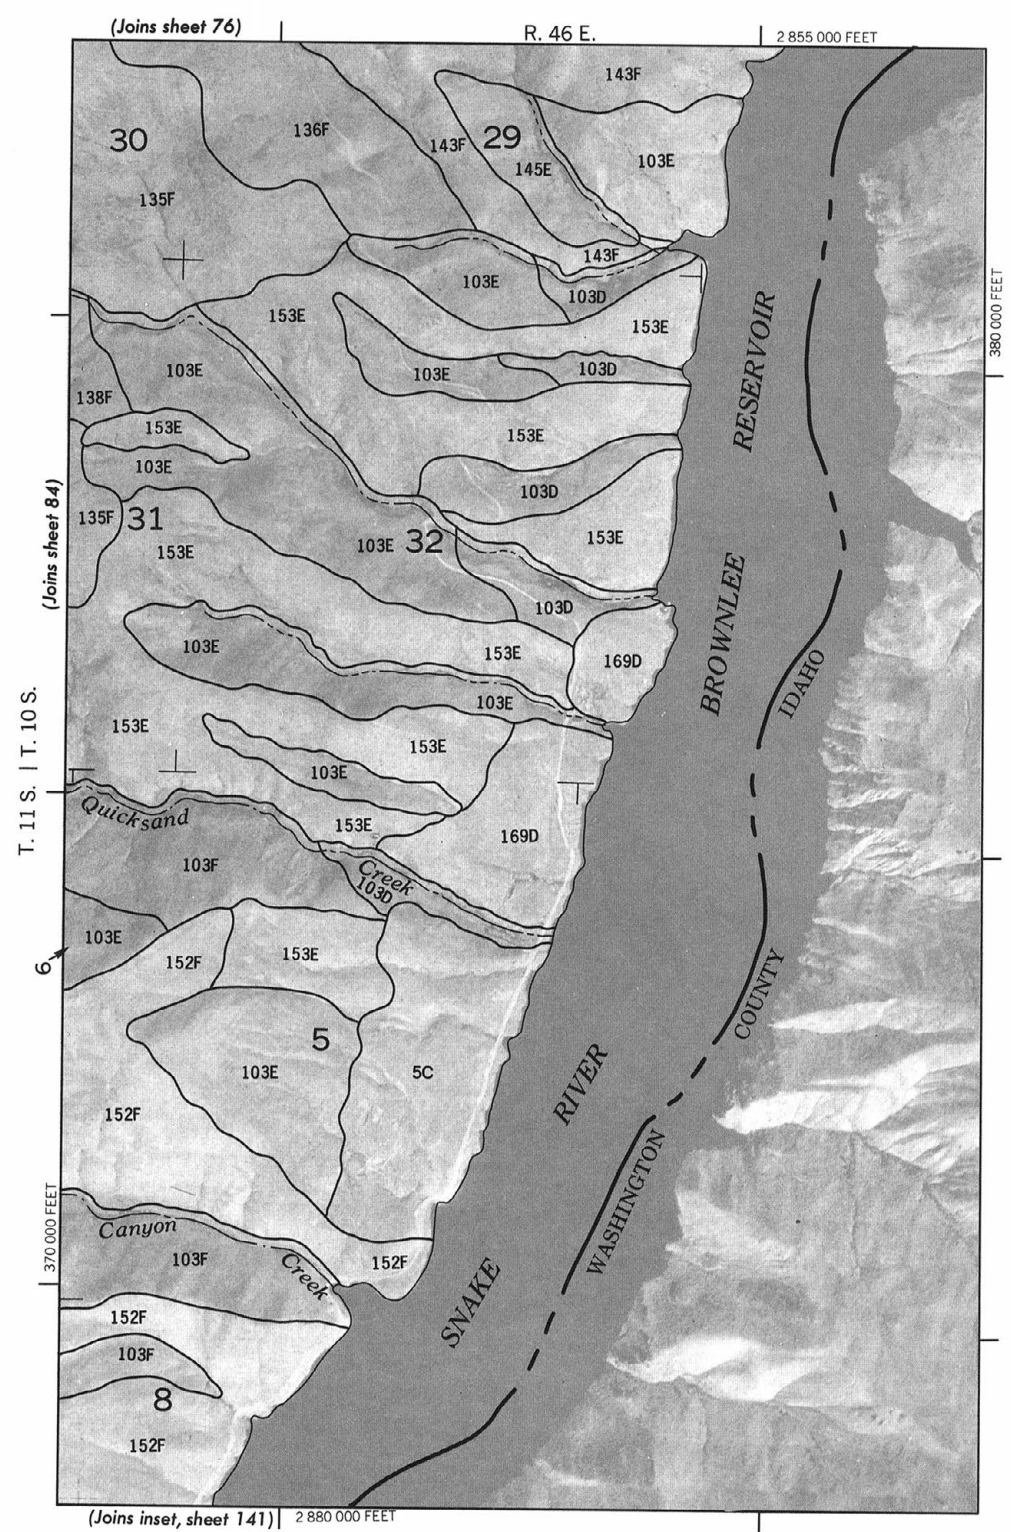 (Joins sheet 76)
R. 46 E.
2 855 000 FEET
143F
30
136F
143F
29
145E
103E
135F
143F
103E
103D
153E
153E
380 000 FEET
103E
103E
103D
138F
153E
153E
103E
103D
(Joins sheet 84)
135F
31
153E
103E
32
153E
103D
103E
153E
169D
103E
T. 11 S. | T. 10 S.
153E
153E
103E
Quicksand
Creek
153E
169D
103F
103D
103E
6
152F
153E
5
103E
5C
152F
370 000 FEET
Canyon
Creek
103F
152F
152F
103F
8
152F
SNAKE
RIVER
BROWNLEE
RESERVOIR
IDAHO
COUNTY
WASHINGTON
(Joins inset, sheet 141)
2 880 000 FEET